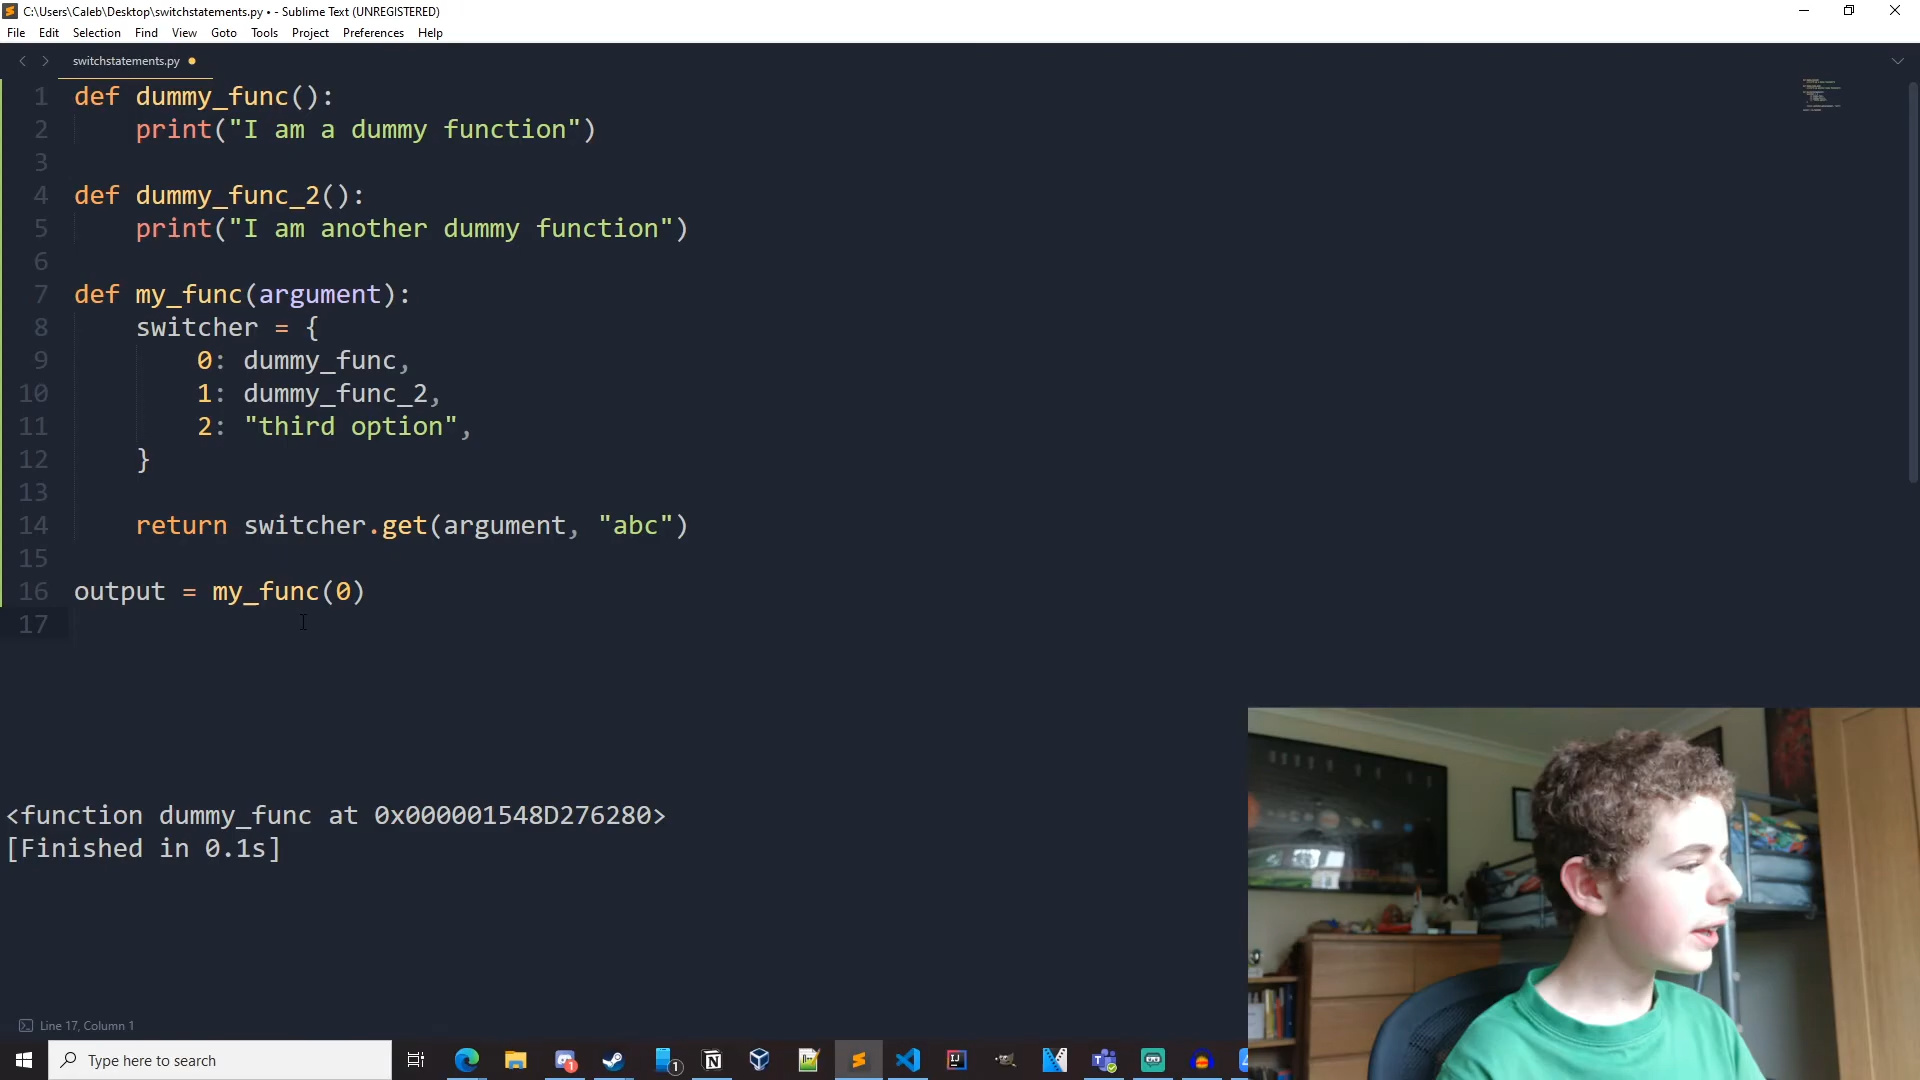 C:\Users\Caleb\Desktop\switchstatements.py • - Sublime Text (UNREGISTERED)
File Edit Selection Find View Goto Tools Project Preferences Help
switchstatements.py
1 def dummy_func():
2 print("I am a dummy function")
3
4 def dummy_func_2():
5 print("I am another dummy function")
6
7 def my_func(argument):
8 switcher = {
9 0: dummy_func,
10 1: dummy_func_2,
11 2: "third option",
12 }
13
14 return switcher.get(argument, "abc")
15
16 output = my_func(0)
17
<function dummy_func at 0x000001548D276280>
[Finished in 0.1s]
Line 17, Column 1
Type here to search